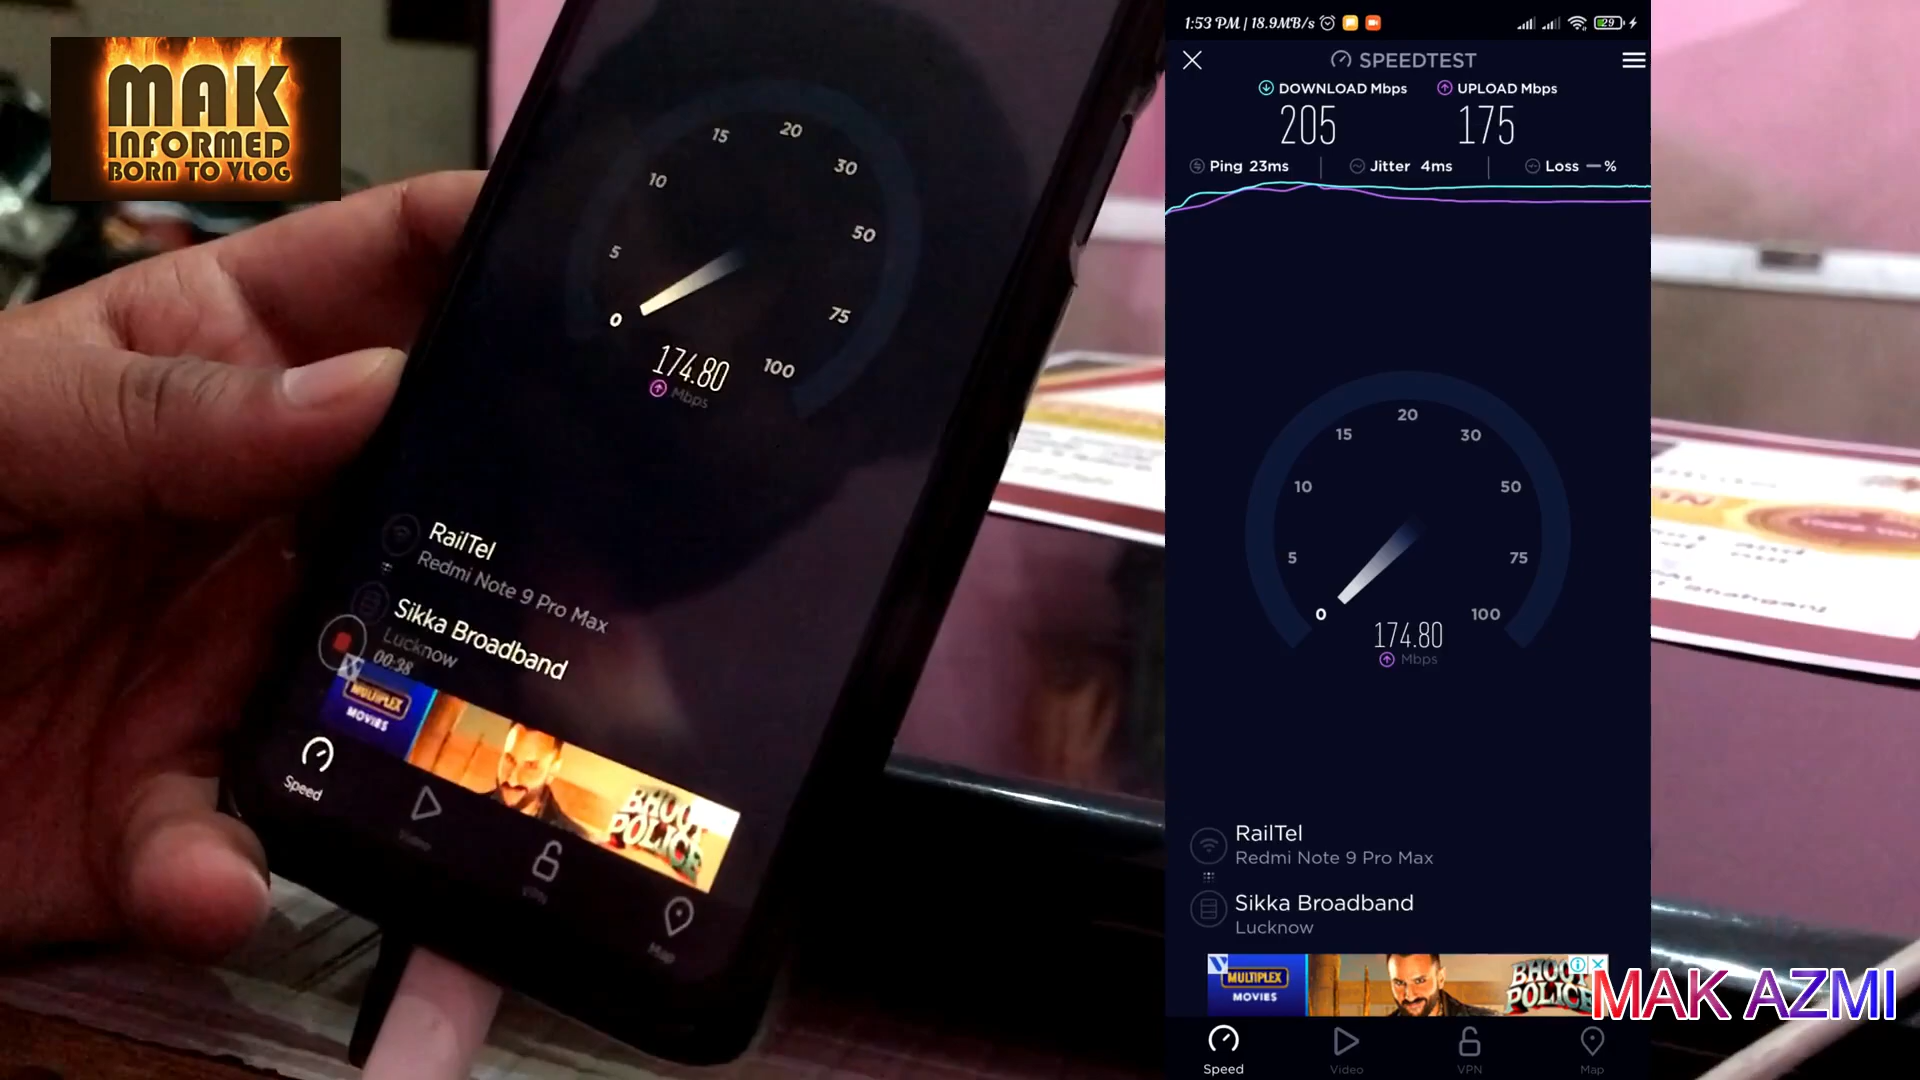 MAK
INFORMED
BORN TO VLOG
15
20
10
30
5
50
0
75
174.80
100
Mbps
RailTel
Redmi Note 9 Pro Max
Sikka Broadband
Lucknow
00:38
MULTIPLEX
MOVIES
BHOOT
POLICE
Speed
Video
VPN
Map
1:53 PM | 18.9MB/s
29
SPEEDTEST
DOWNLOAD Mbps
UPLOAD Mbps
205
175
Ping 23ms
Jitter 4ms
Loss — %
20
15
30
10
50
5
75
0
100
174.80
Mbps
RailTel
Redmi Note 9 Pro Max
Sikka Broadband
Lucknow
MULTIPLEX
MOVIES
BHOOT
POLICE
MAK AZMI
Speed
Video
VPN
Map